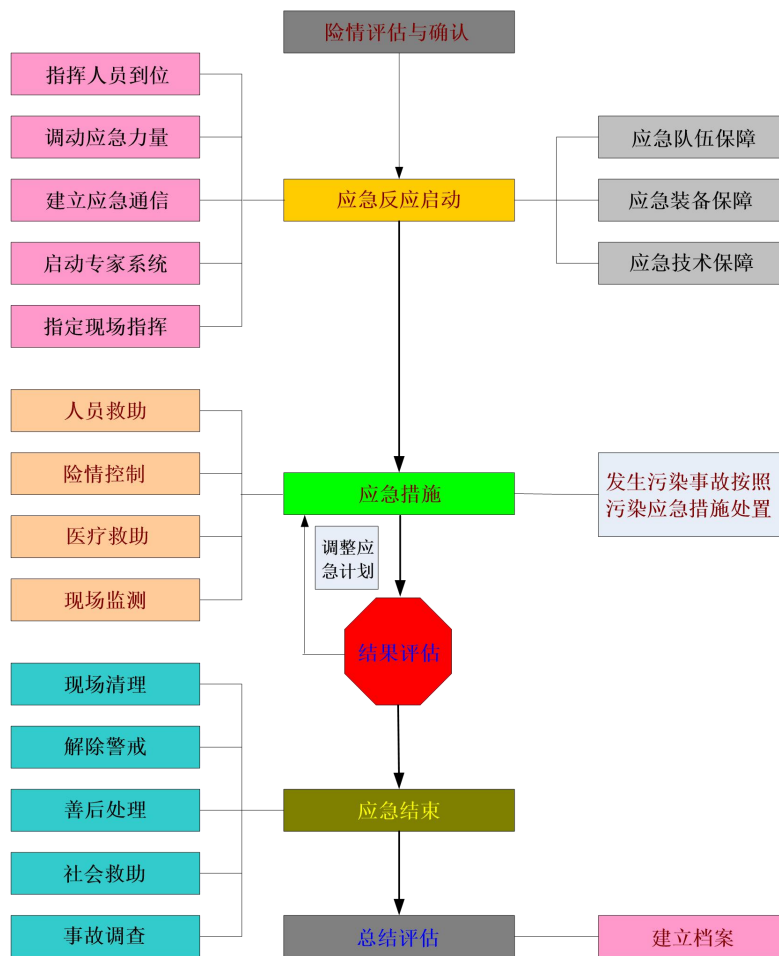 险情评估与确认
指挥人员到位
调动应急力量
建立应急通信
启动专家系统
指定现场指挥
应急反应启动
应急队伍保障
应急装备保障
应急技术保障
人员救助
险情控制
医疗救助
现场监测
应急措施
发生污染事故按照
污染应急措施处置
调整应
急计划
结果评估
现场清理
解除警戒
善后处理
社会救助
事故调查
应急结束
总结评估
建立档案